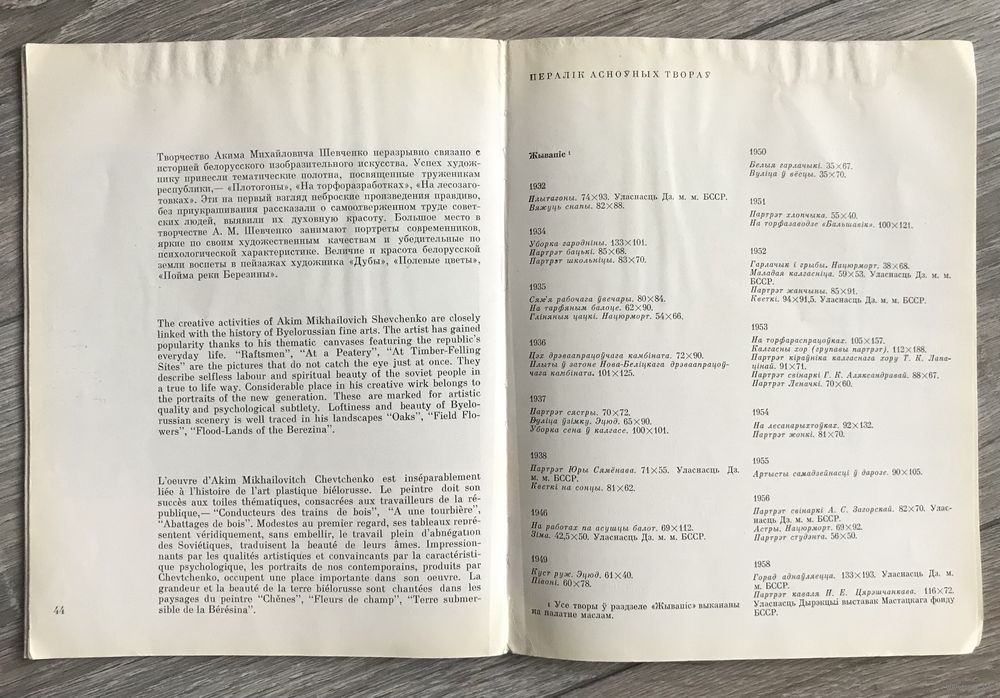 Творчество Акима Михайловича Шевченко неразрывно связано с
историей белорусского изобразительного искусства. Успех худож-
нику принесли тематические полотна, посвященные труженикам
республики,— «Плотогоны», «На торфоразработках», «На лесозаго-
товках». Эти на первый взгляд неброские произведения правдиво,
без приукрашивания рассказали о самоотверженном труде совет-
ских людей, выявили их духовную красоту. Большое место в
творчестве А. М. Шевченко занимают портреты современников,
яркие по своим художественным качествам и убедительные по
психологической характеристике. Величие и красота белорусской
земли воспеты в пейзажах художника «Дубы», «Полевые цветы»,
«Пойма реки Березины».
The creative activities of Akim Mikhailovich Shevchenko are closely
linked with the history of Byelorussian fine arts. The artist has gained
popularity thanks to his thematic canvases featuring the republic's
everyday life. “Raftsmen”, “At a Peatery”, “At Timber-Felling
Sites” are the pictures that do not catch the eye just at once. They
describe selfless labour and spiritual beauty of the soviet people in
a true to life way. Considerable place in his creative wirk belongs to
the portraits of the new generation. These are marked for artistic
quality and psychological subtlety. Loftiness and beauty of Byelo-
russian scenery is well traced in his landscapes “Oaks”, “Field Flo-
wers”, “Flood-Lands of the Berezina”.
L'oeuvre d'Akim Mikhaïlovitch Chevtchenko est inséparablement
liée à l'histoire de l'art plastique biélorusse. Le peintre doit son
succès aux toiles thématiques, consacrées aux travailleurs de la ré-
publique,— “Conducteurs des trains de bois”, “A une tourbière”,
“Abattages de bois”. Modestes au premier regard, ses tableaux repré-
sentent véridiquement, sans embellir, le travail plein d'abnégation
des Soviétiques, traduisent la beauté de leurs âmes. Impression-
nants par les qualités artistiques et convaincants par la caractéristi-
que psychologique, les portraits de nos contemporains, produits par
Chevtchenko, occupent une place importante dans son oeuvre. La
grandeur et la beauté de la terre biélorusse sont chantées dans les
paysages du peintre “Chênes”, “Fleurs de champ”, “Terre submer-
sible de la Bérésina”.
44
ПЕРАЛІК АСНОЎНЫХ ТВОРАЎ
Жывапіс ¹
1932
Плытагоны. 74×93. Уласнасць Дз. м. м. БССР.
Вяжуць снапы. 82×88.
1934
Уборка гародніны. 133×101.
Партрэт бацькі. 85×68.
Партрэт школьніцы. 83×70.
1935
Сям'я рабочага ўвечары. 80×84.
На тарфяным балоце. 62×90.
Гліняныя цацкі. Нацюрморт. 54×66.
1936
Цэх дрэваапрацоўчага камбіната. 72×90.
Плыты ў затоне Нова-Беліцкага дрэваапрацоў-
чага камбіната. 101×125.
1937
Партрэт сястры. 70×72.
Вуліца ўзімку. Эцюд. 65×90.
Уборка сена ў калгасе. 100×101.
1938
Партрэт Юры Сямёнава. 71×55. Уласнасць Дз.
м. м. БССР.
Кветкі на сонцы. 81×62.
1946
На работах па асушцы балот. 69×112.
Зіма. 42,5×50. Уласнасць Дз. м. м. БССР.
1949
Куст руж. Эцюд. 61×40.
Півоні. 60×78.
¹ Усе творы ў раздзеле «Жывапіс» выкананы
на палатне маслам.
1950
Белыя гарлачыкі. 35×67.
Вуліца ў вёсцы. 35×70.
1951
Партрэт хлопчыка. 55×40.
На торфазаводзе «Бальшавік». 100×121.
1952
Гарлачык і грыбы. Нацюрморт. 38×68.
Маладая калгасніца. 59×53. Уласнасць Дз. м. м.
БССР.
Партрэт жанчыны. 85×91.
Кветкі. 94×91,5. Уласнасць Дз. м. м. БССР.
1953
На торфараспрацоўках. 105×157.
Калгасны хор (групавы партрэт). 112×188.
Партрэт кіраўніка калгаснага хору Т. К. Лапа-
цінай. 91×71.
Партрэт свінаркі Г. К. Аляксандравай. 88×67.
Партрэт Леначкі. 70×60.
1954
На лесанарыхтоўках. 92×132.
Партрэт жонкі. 81×70.
1955
Артысты самадзейнасці ў дарозе. 90×105.
1956
Партрэт свінаркі А. С. Загорскай. 82×70. Улас-
насць Дз. м. м. БССР.
Астры. Нацюрморт. 69×92.
Партрэт студэнта. 56×50.
1958
Горад аднаўляецца. 133×193. Уласнасць Дз. м.
м. БССР.
Партрэт каваля П. Е. Цярэшчанкава. 116×72.
Уласнасць Дырэкцыі выставак Мастацкага фонду
БССР.